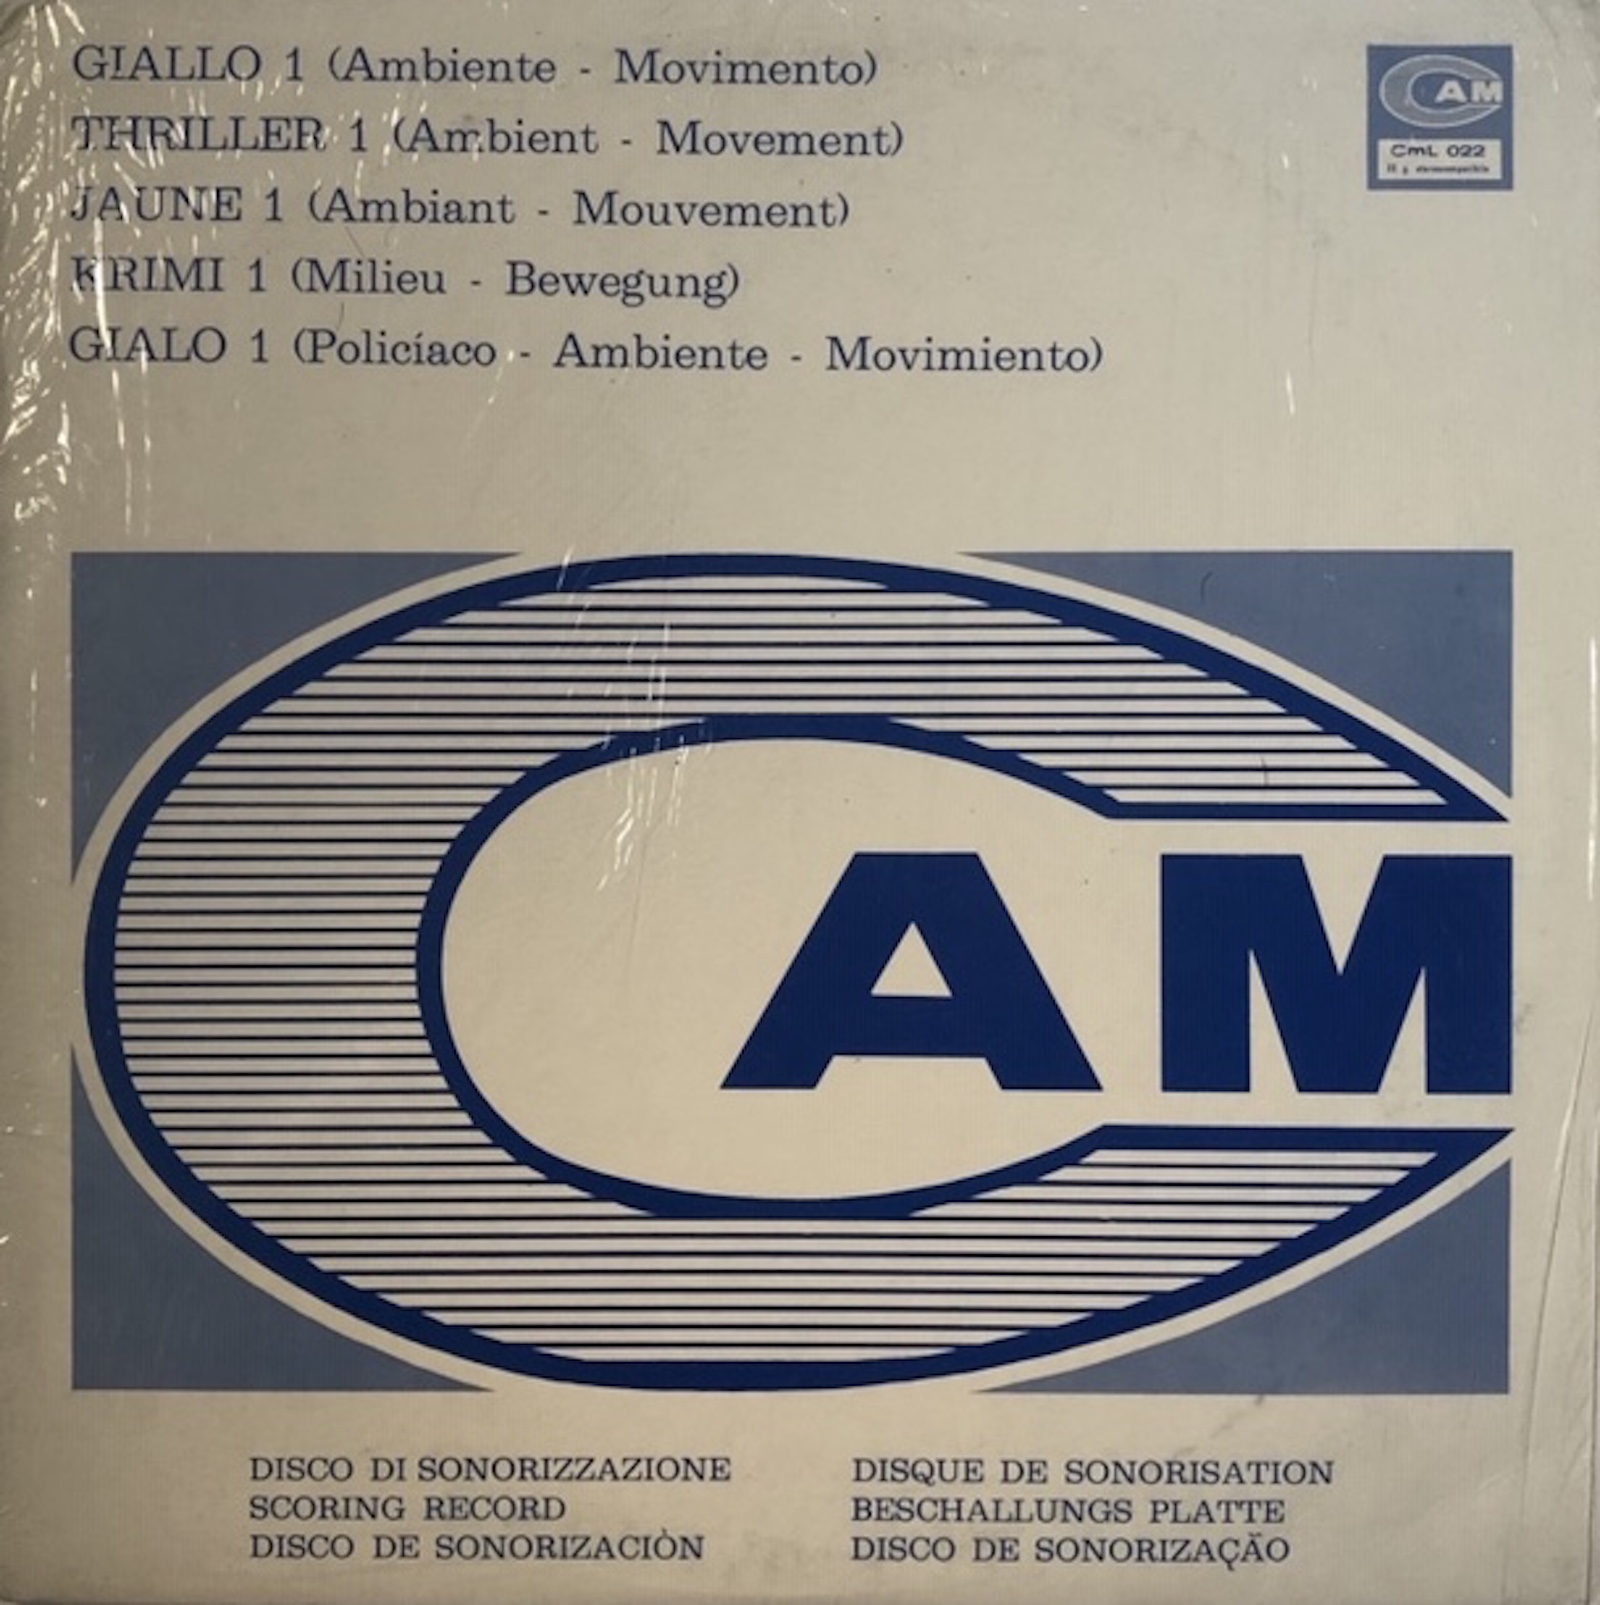 GIALLO 1 (Ambiente - Movimento)
THRILLER 1 (Ambient - Movement)
JAUNE 1 (Ambiant - Mouvement)
KRIMI 1 (Milieu - Bewegung)
GIALO 1 (Policíaco - Ambiente - Movimiento)
CAM
CmL 022
CAM
DISCO DI SONORIZZAZIONE
SCORING RECORD
DISCO DE SONORIZACIÒN
DISQUE DE SONORISATION
BESCHALLUNGS PLATTE
DISCO DE SONORIZAÇÃO